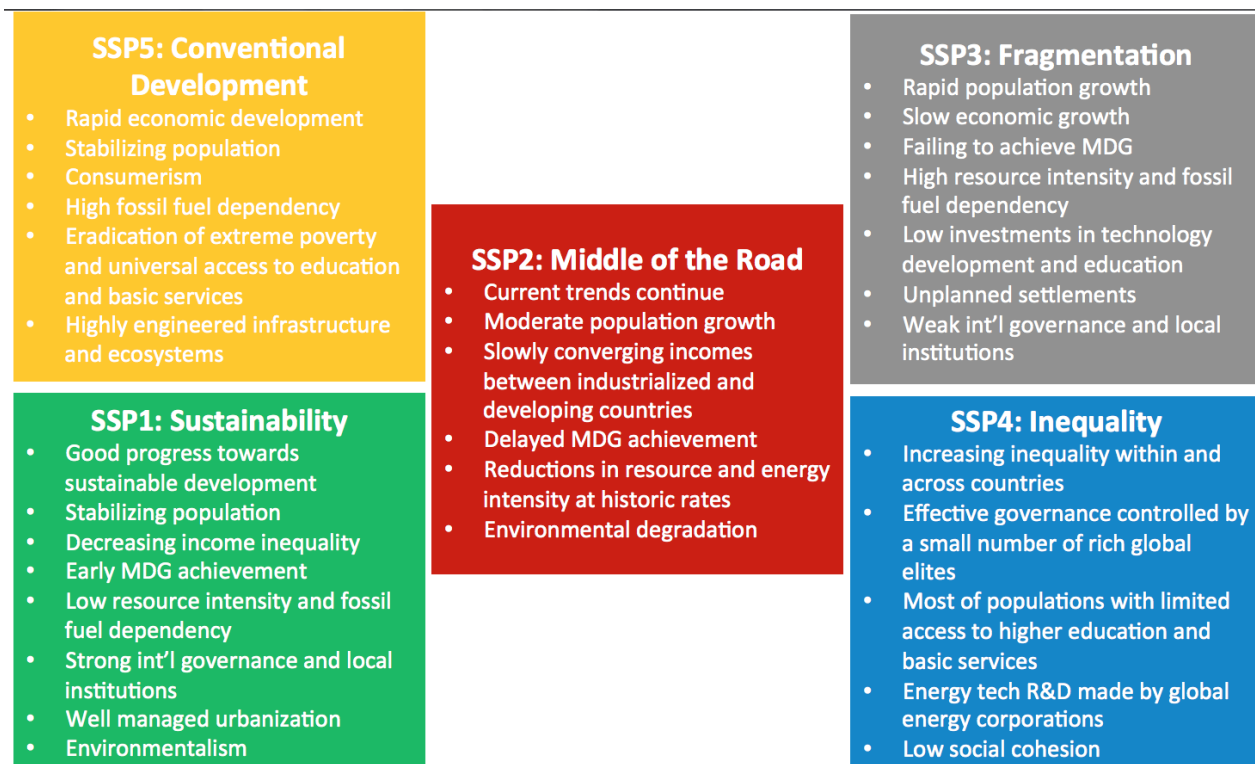 SSP5: Conventional
Development
• Rapid economic development
• Stabilizing population
• Consumerism
• High fossil fuel dependency
• Eradication of extreme poverty
and universal access to education
and basic services
• Highly engineered infrastructure
and ecosystems
SSP3: Fragmentation
• Rapid population growth
• Slow economic growth
• Failing to achieve MDG
• High resource intensity and fossil
fuel dependency
• Low investments in technology
development and education
• Unplanned settlements
• Weak int’l governance and local
institutions
SSP2: Middle of the Road
• Current trends continue
• Moderate population growth
• Slowly converging incomes
between industrialized and
developing countries
• Delayed MDG achievement
• Reductions in resource and energy
intensity at historic rates
• Environmental degradation
SSP1: Sustainability
• Good progress towards
sustainable development
• Stabilizing population
• Decreasing income inequality
• Early MDG achievement
• Low resource intensity and fossil
fuel dependency
• Strong int’l governance and local
institutions
• Well managed urbanization
• Environmentalism
SSP4: Inequality
• Increasing inequality within and
across countries
• Effective governance controlled by
a small number of rich global
elites
• Most of populations with limited
access to higher education and
basic services
• Energy tech R&D made by global
energy corporations
• Low social cohesion